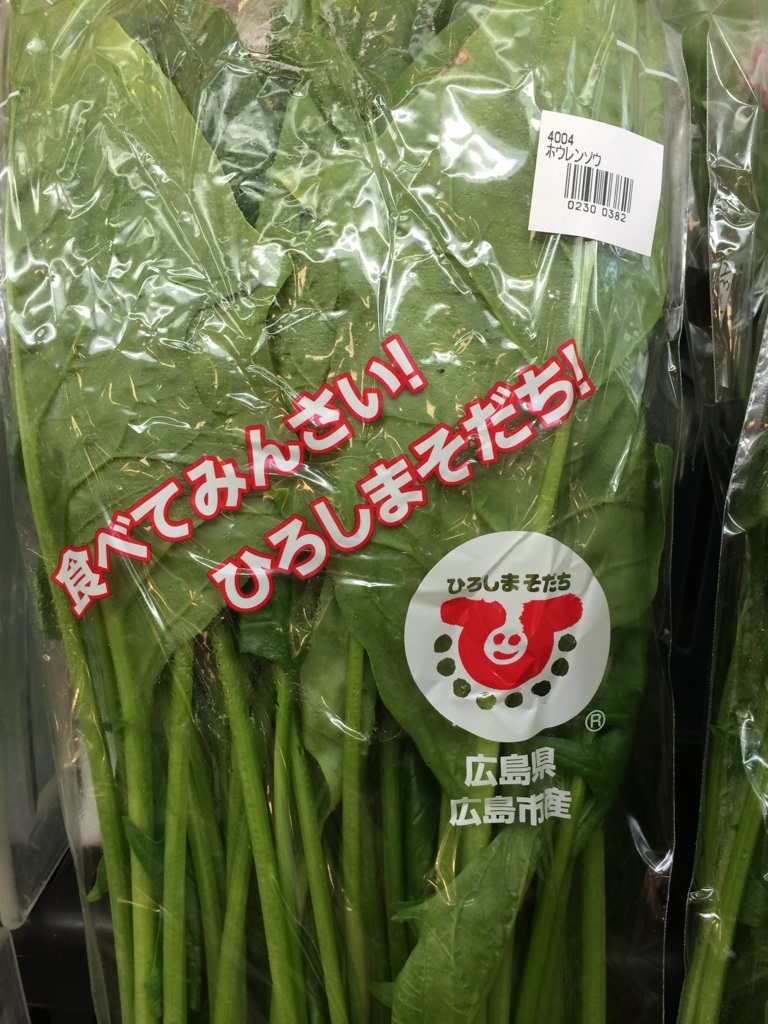 4004
ホウレンソウ
0230 0382
食べてみんさい!
ひろしまそだち!
ひろしまそだち
®
広島県
広島市産